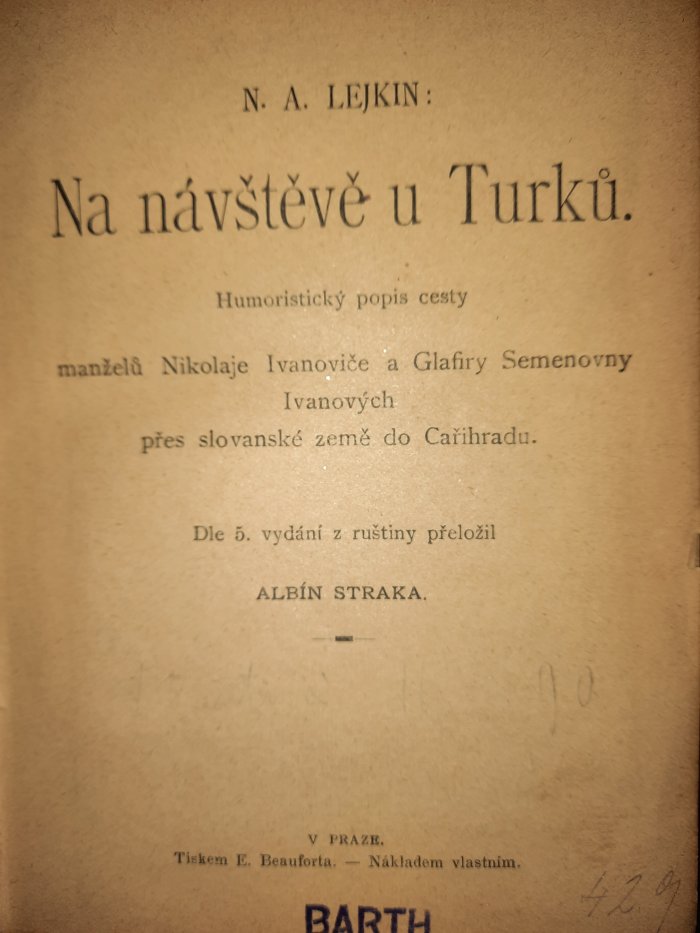 N. A. LEJKIN:
Na návštěvě u Turků.
Humoristický popis cesty
manželů Nikolaje Ivanoviče a Glafiry Semenovny
Ivanových
přes slovanské země do Cařihradu.
Dle 5. vydání z ruštiny přeložil
ALBÍN STRAKA.
V PRAZE.
Tiskem E. Beauforta. — Nákladem vlastním.
BARTH